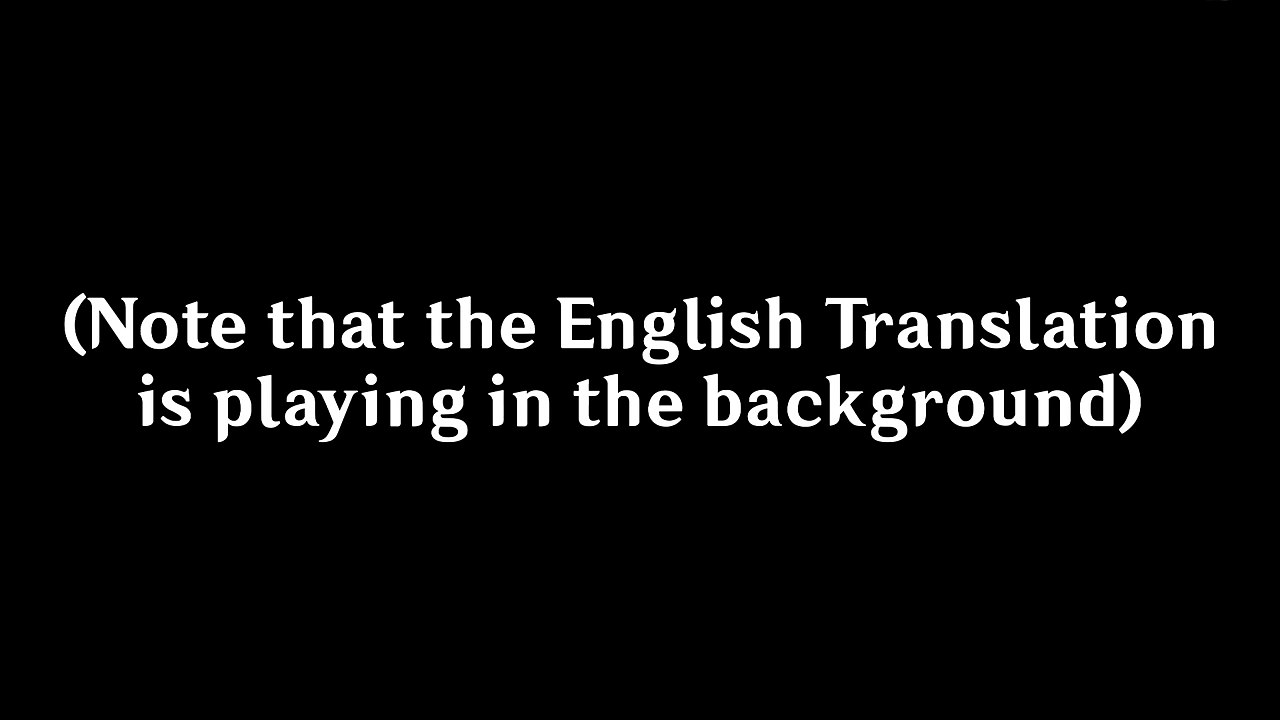 (Note that the English Translation
is playing in the background)